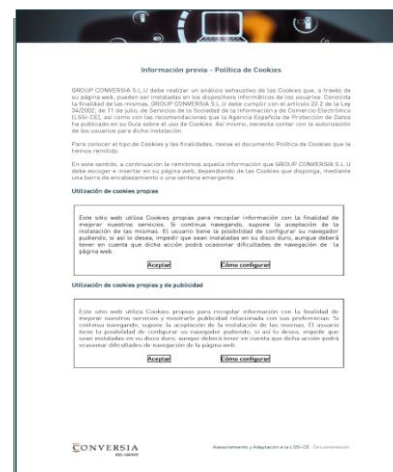 Información previa - Política de Cookies
GROUP CONVERSIA S.L.U debe realizar un análisis exhaustivo de las Cookies que, a través de
su página web, pueden ser instaladas en los dispositivos informáticos de los usuarios. Conocida
la finalidad de las mismas, GROUP CONVERSIA S.L.U debe cumplir con el artículo 22.2 de la Ley
34/2002, de 11 de julio, de Servicios de la Sociedad de la Información y de Comercio Electrónico
(LSSI-CE), así como con las recomendaciones que la Agencia Española de Protección de Datos
ha publicado en su Guía sobre el uso de Cookies. Así mismo, necesita contar con la autorización
de los usuarios para dicha instalación.
Para conocer el tipo de Cookies y las finalidades, revise el documento Política de Cookies que le
hemos remitido.
En este sentido, a continuación le remitimos aquella información que GROUP CONVERSIA S.L.U
debe escoger e insertar en su página web, dependiendo de las Cookies que disponga, mediante
una barra de encabezamiento o una ventana emergente.
Utilización de cookies propias
Este sitio web utiliza Cookies propias para recopilar información con la finalidad de
mejorar nuestros servicios. Si continua navegando, supone la aceptación de la
instalación de las mismas. El usuario tiene la posibilidad de configurar su navegador
pudiendo, si así lo desea, impedir que sean instaladas en su disco duro, aunque deberá
tener en cuenta que dicha acción podrá ocasionar dificultades de navegación de la
página web.
Aceptar Cómo configurar
Utilización de cookies propias y de publicidad
Este sitio web utiliza Cookies propias para recopilar información con la finalidad de
mejorar nuestros servicios y mostrarle publicidad relacionada con sus preferencias. Si
continua navegando, supone la aceptación de la instalación de las mismas. El usuario
tiene la posibilidad de configurar su navegador pudiendo, si así lo desea, impedir que
sean instaladas en su disco duro, aunque deberá tener en cuenta que dicha acción podrá
ocasionar dificultades de navegación de la página web.
Aceptar Cómo configurar
CONVERSIA
Asesoramiento y Adaptación a la LSSI-CE - Documentación